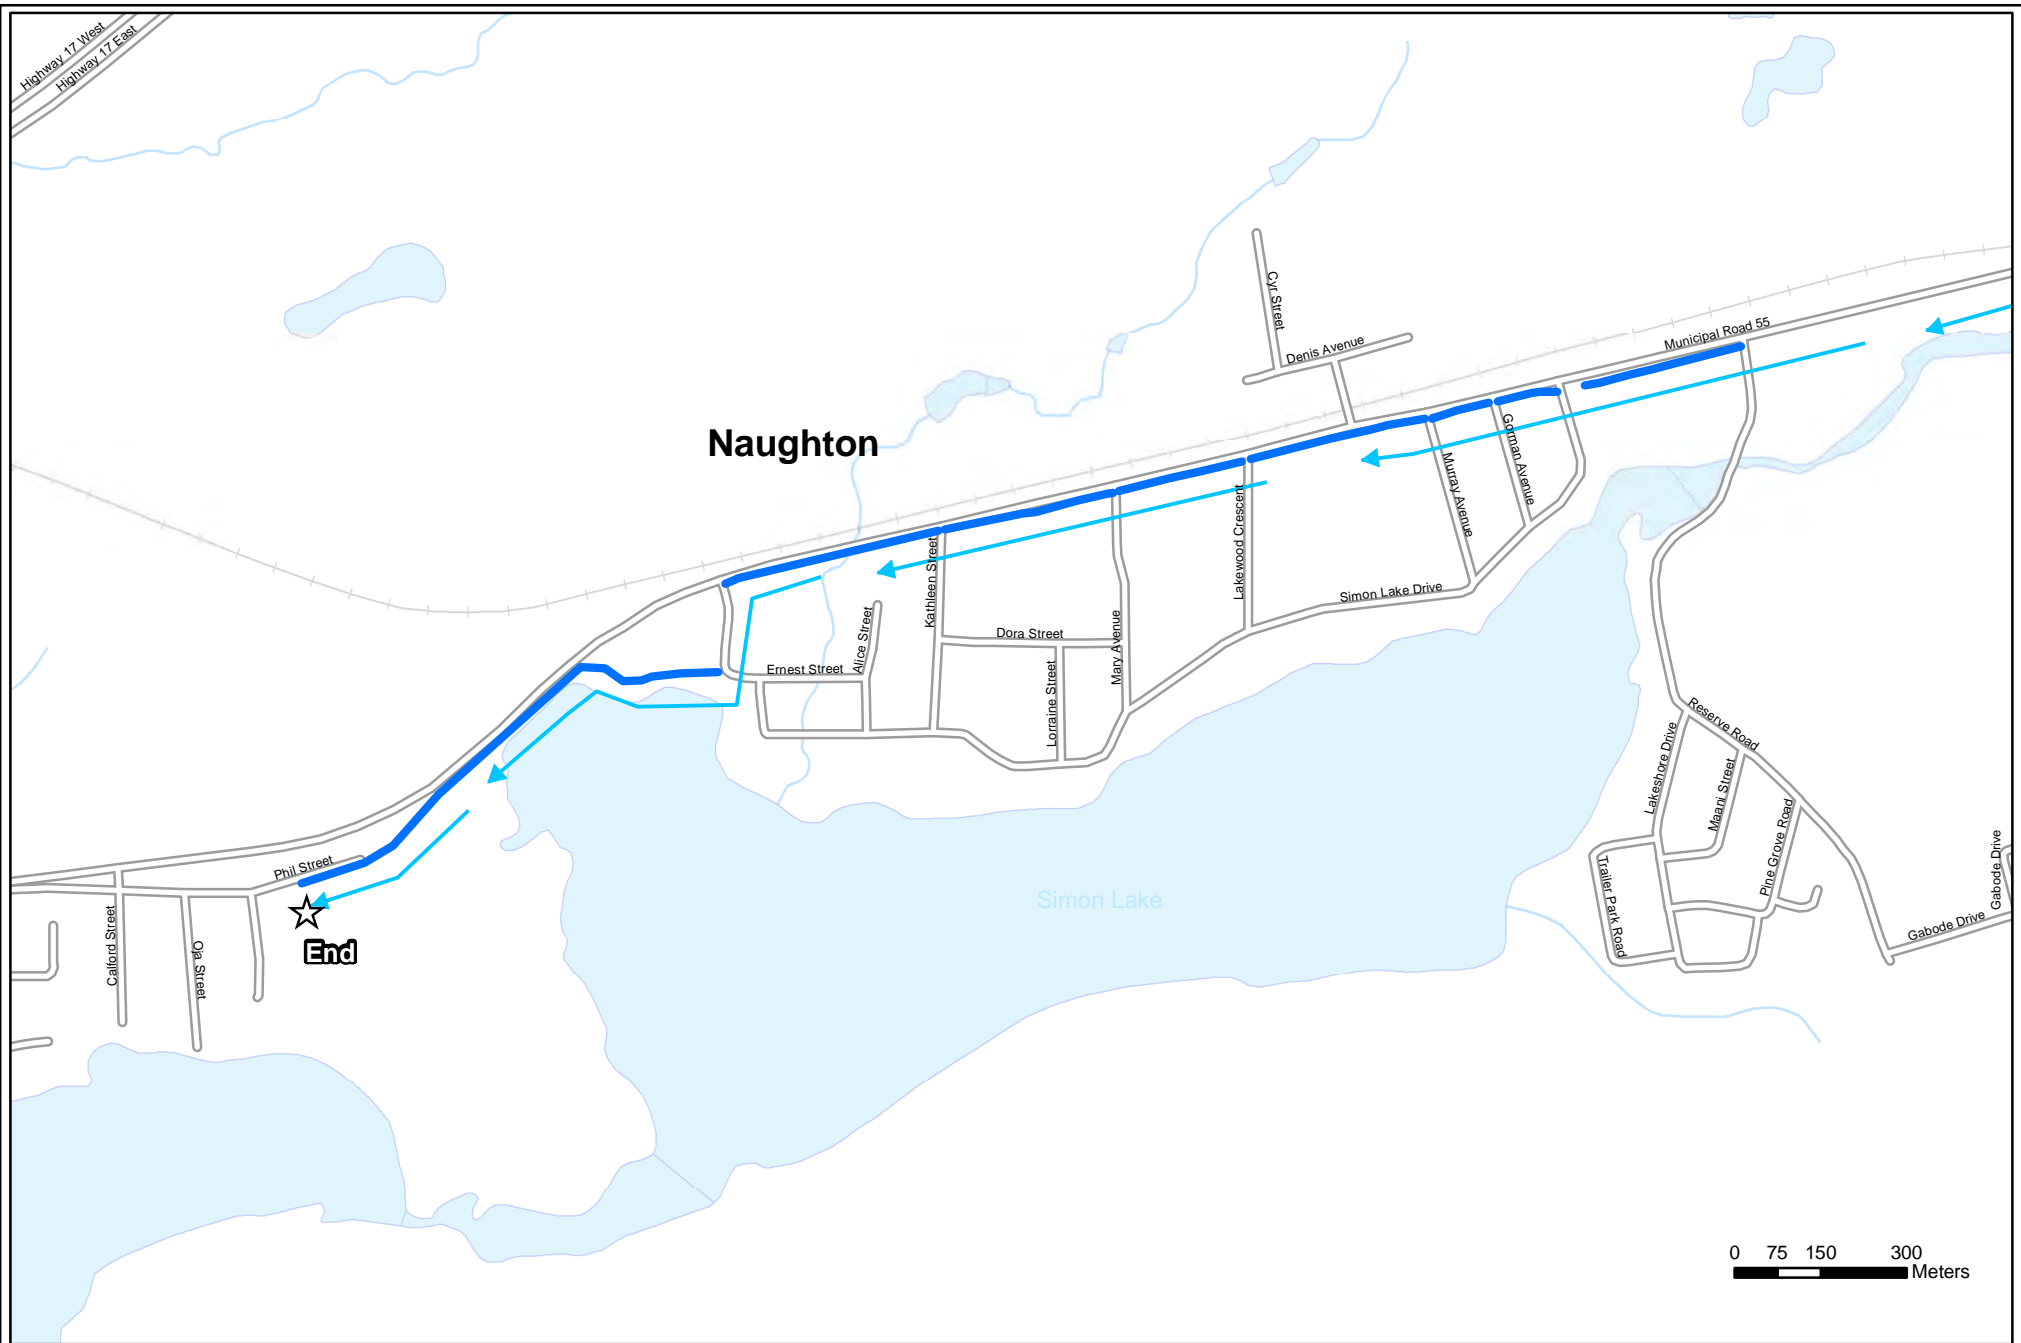 Highway 17 West
Highway 17 East
Cyr Street
Denis Avenue
Municipal Road 55
Naughton
Gorman Avenue
Murray Avenue
Lakewood Crescent
Kathleen Street
Simon Lake Drive
Alice Street
Dora Street
Mary Avenue
Ernest Street
Lorraine Street
Reserve Road
Lakeshore Drive
Maani Street
Pine Grove Road
Trailer Park Road
Gabode Drive
Gabode Drive
Phil Street
Simon Lake
Calford Street
Oja Street
End
0 75 150 300
Meters